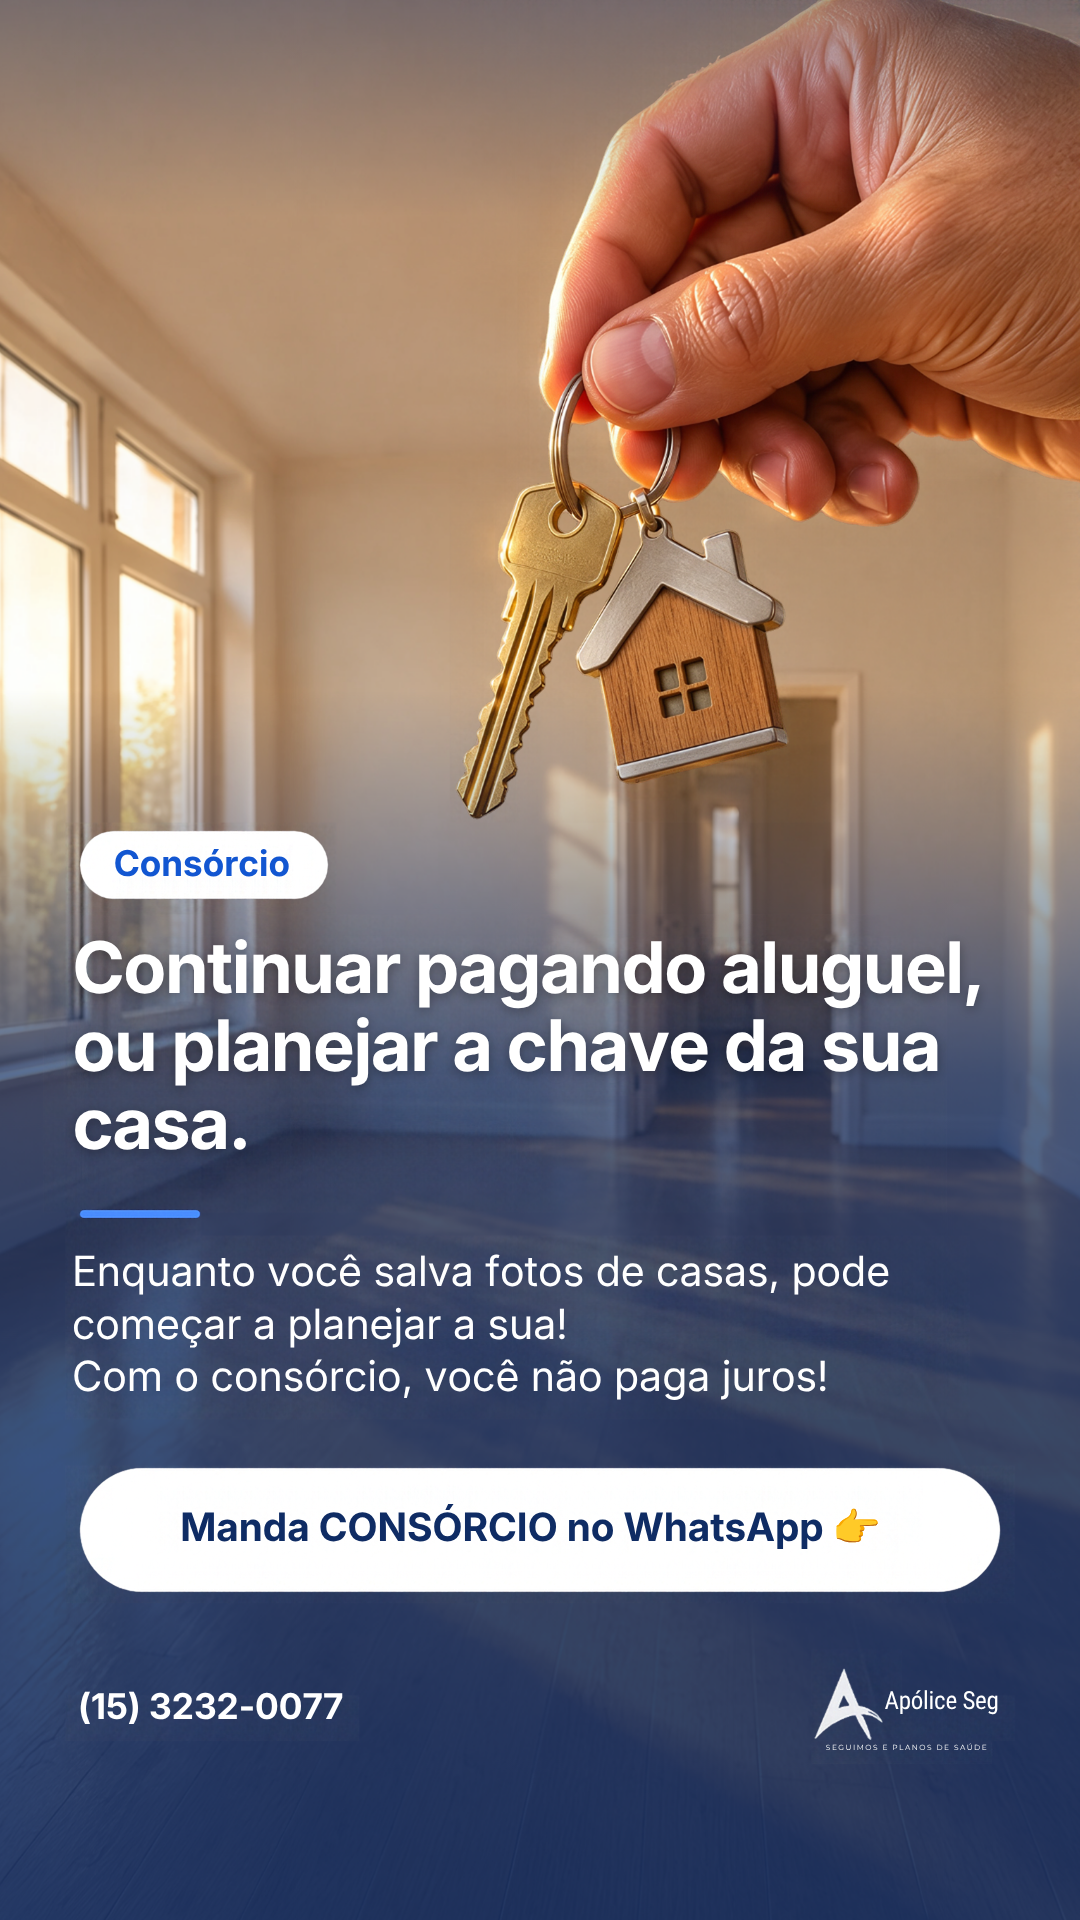 Consórcio
Continuar pagando aluguel,
ou planejar a chave da sua
casa.
Enquanto você salva fotos de casas, pode
começar a planejar a sua!
Com o consórcio, você não paga juros!
Manda CONSÓRCIO no WhatsApp 👉
(15) 3232-0077
Apólice Seg
SEGUIMOS E PLANOS DE SAÚDE